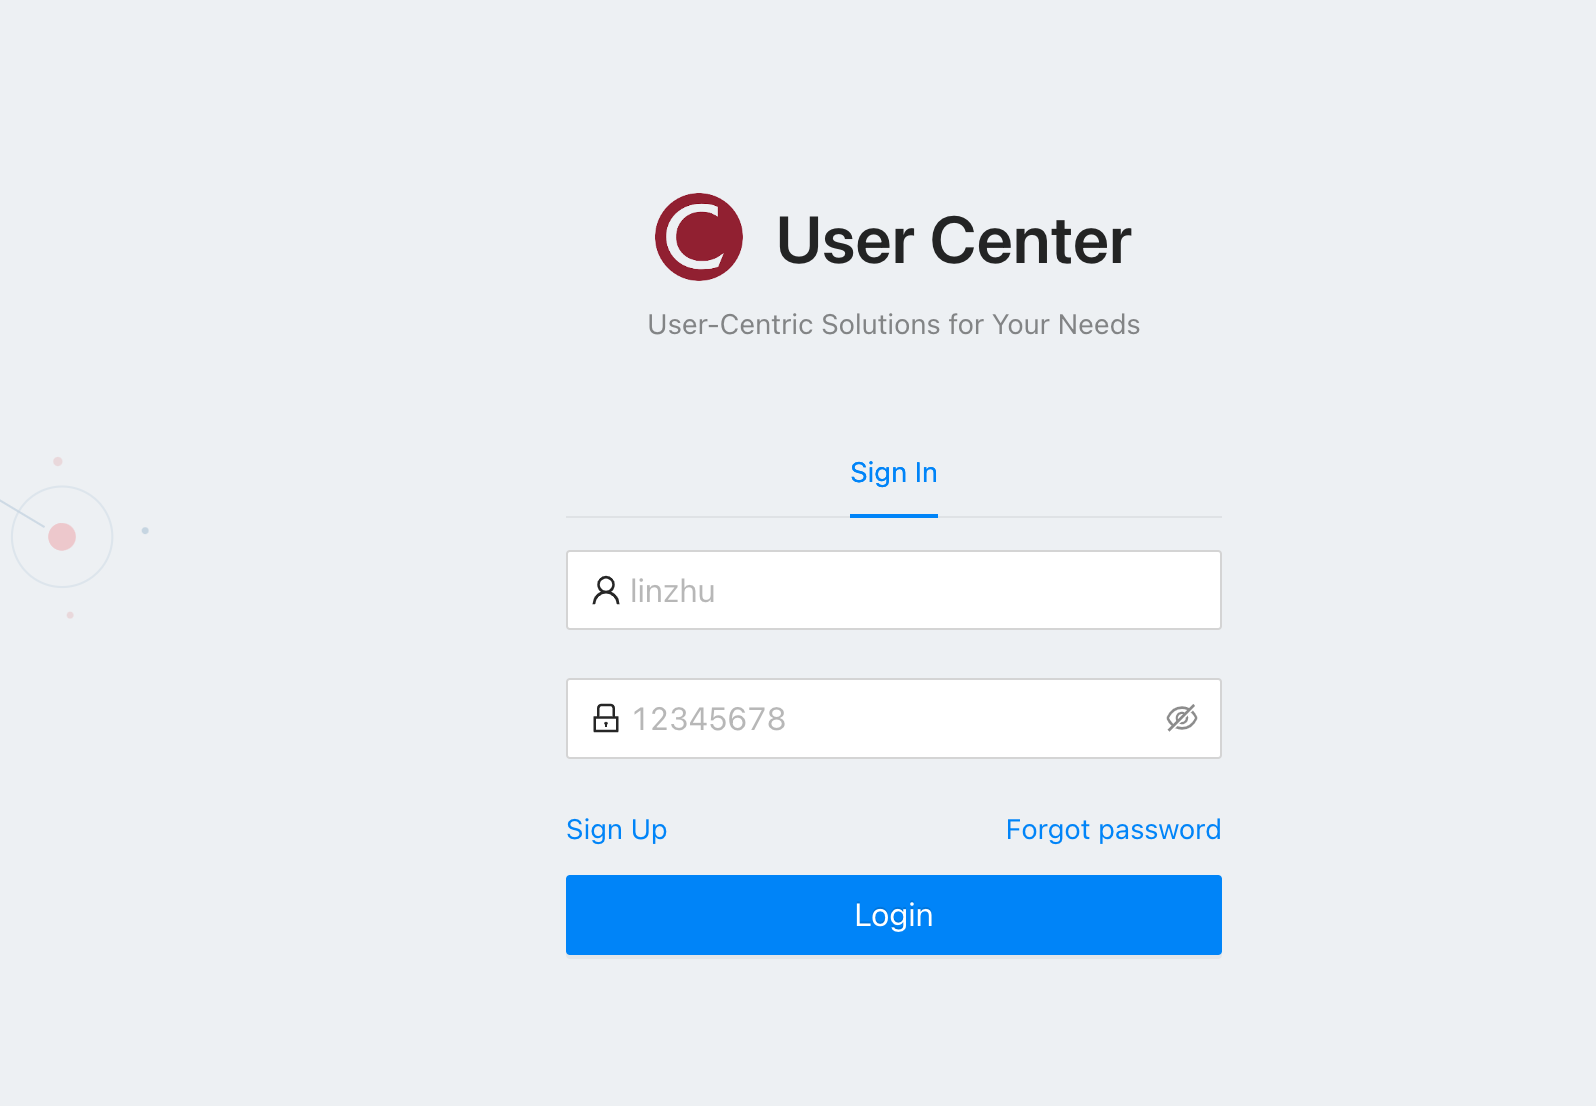 User Center
User-Centric Solutions for Your Needs
Sign In
linzhu
12345678
Sign Up Forgot password
Login